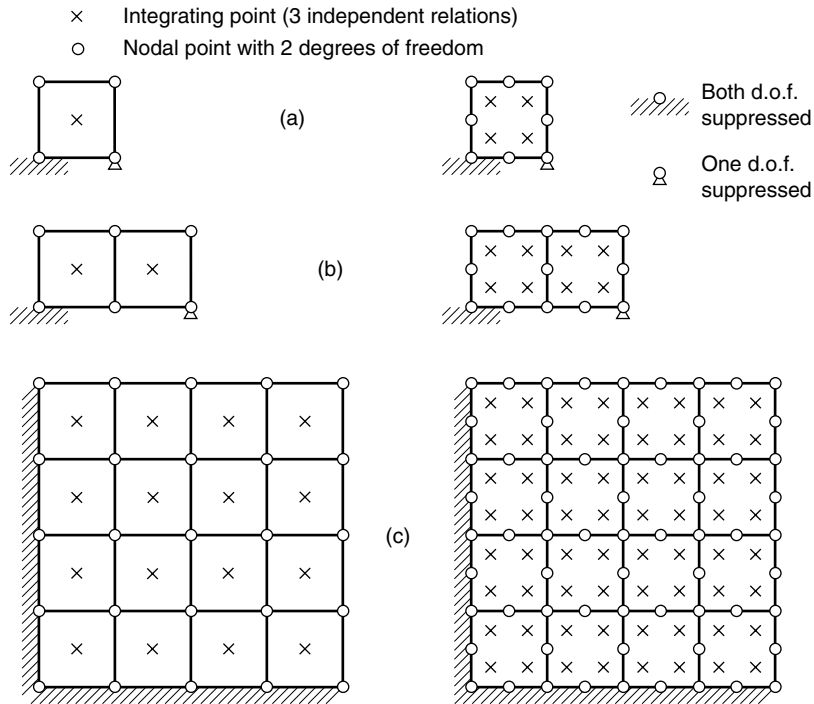 Integrating point (3 independent relations)
Nodal point with 2 degrees of freedom
(a)
Both d.o.f.
suppressed
One d.o.f.
suppressed
(b)
(c)